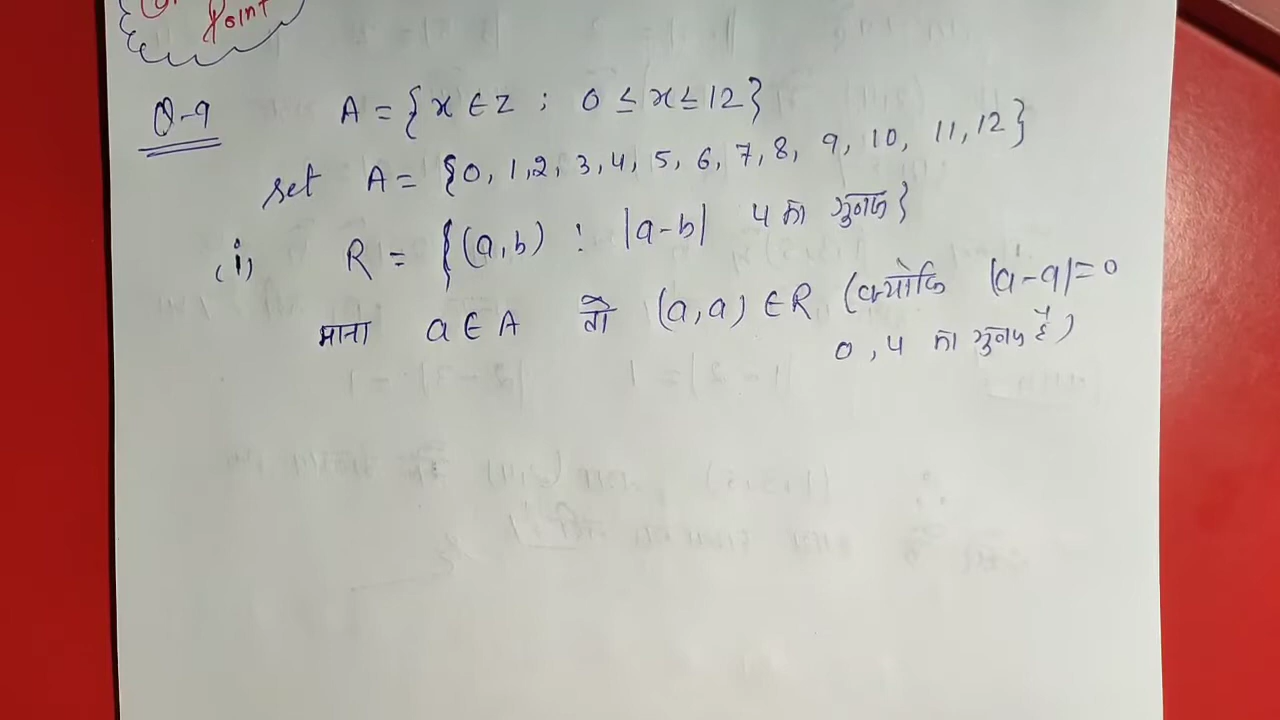 Point
Q-9 A = {x ∈ Z ; 0 ≤ x ≤ 12}
set A = {0, 1, 2, 3, 4, 5, 6, 7, 8, 9, 10, 11, 12}
(i) R = {(a, b) : |a-b| 4 का गुणज}
माना a ∈ A तो (a, a) ∈ R (क्योकि |a-a| = 0
0, 4 का गुणज है)